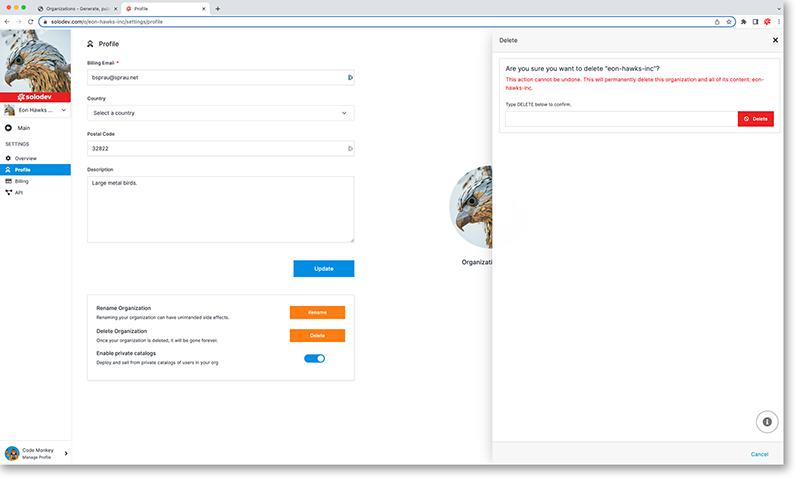 Organizations - Generate, publ
Profile
solodev.com/o/eon-hawks-inc/settings/profile
solodev
Eon Hawks ...
Main
SETTINGS
Overview
Profile
Billing
API
Code Monkey
Manage Profile
Profile
Billing Email *
bsprau@sprau.net
Country
Select a country
Postal Code
32822
Description
Large metal birds.
Update
Rename Organization
Renaming your organization can have unmanded side effects.
Rename
Delete Organization
Once your organization is deleted, it will be gone forever.
Delete
Enable private catalogs
Deploy and sell from private catalogs of users in your org
Organizati
Delete
Are you sure you want to delete "eon-hawks-inc"?
This action cannot be undone. This will permanently delete this organization and all of its content: eon-
hawks-inc.
Type DELETE below to confirm.
Delete
Cancel